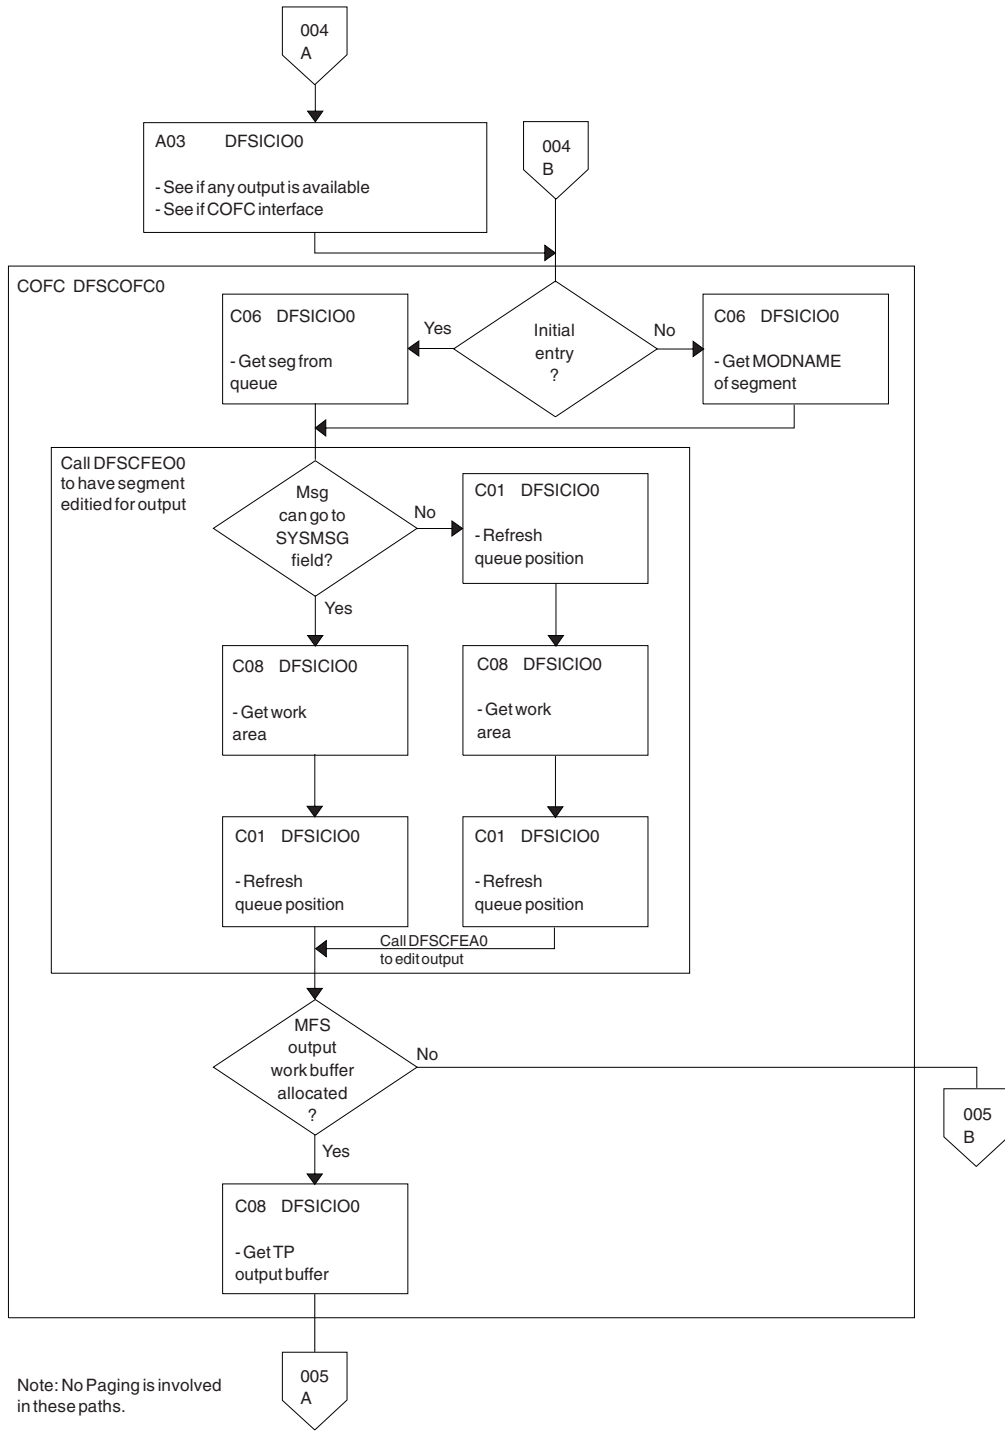 004
A
A03 DFSICIO0
- See if any output is available
- See if COFC interface
004
B
COFC DFSCOFC0
C06 DFSICIO0
- Get seg from
queue
Yes
Initial
entry
?
No
C06 DFSICIO0
- Get MODNAME
of segment
Call DFSCFEO0
to have segment
editied for output
Msg
can go to
SYSMSG
field?
No
C01 DFSICIO0
- Refresh
queue position
Yes
C08 DFSICIO0
- Get work
area
C08 DFSICIO0
- Get work
area
C01 DFSICIO0
- Refresh
queue position
C01 DFSICIO0
- Refresh
queue position
Call DFSCFEA0
to edit output
MFS
output
work buffer
allocated
?
No
005
B
Yes
C08 DFSICIO0
- Get TP
output buffer
005
A
Note: No Paging is involved
in these paths.